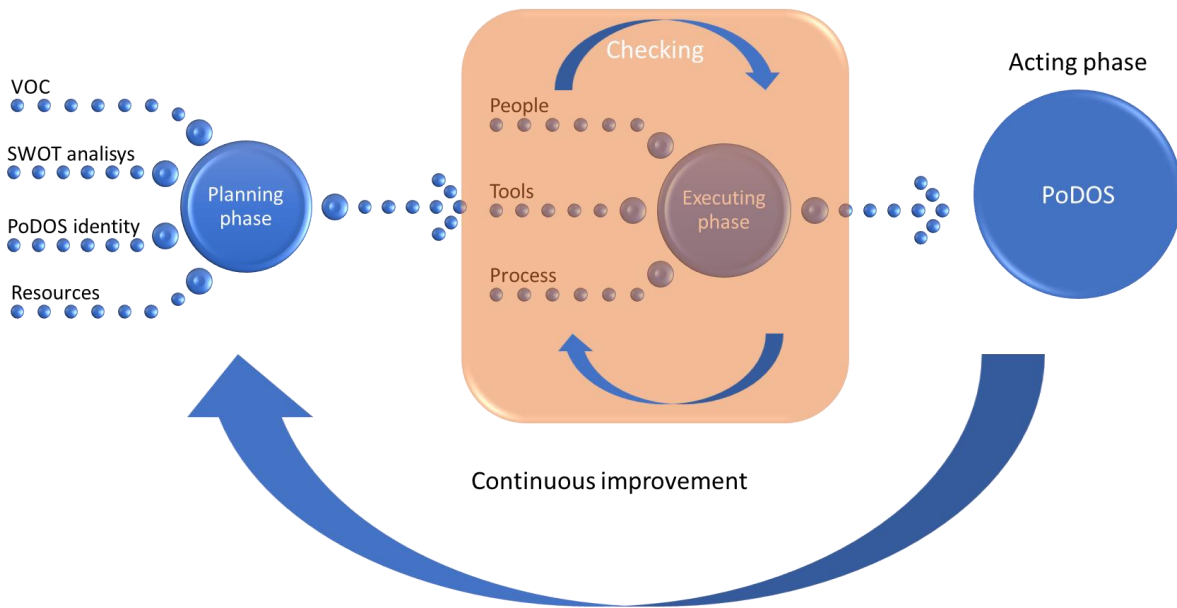 VOC
SWOT analisys
PoDOS identity
Resources
Planning
phase
Checking
People
Tools
Process
Executing
phase
Acting phase
PoDOS
Continuous improvement